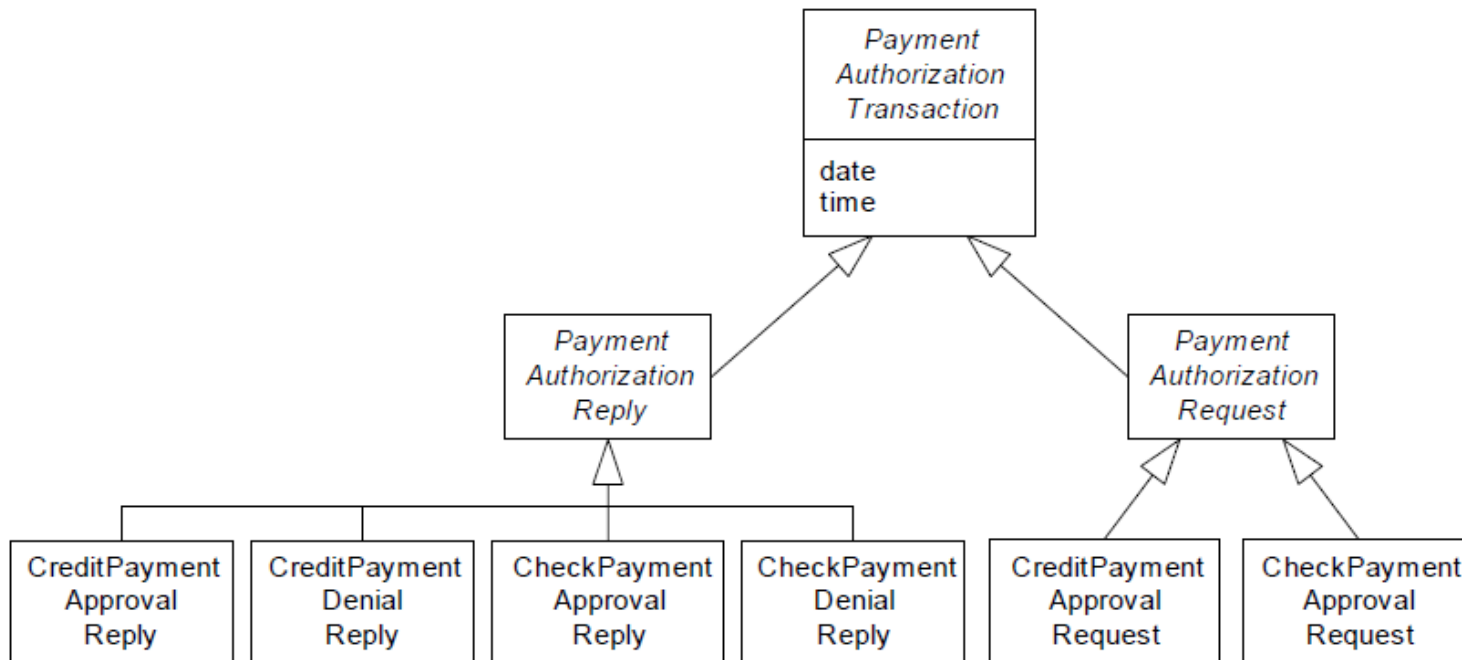 Payment
Authorization
Transaction
date
time
Payment
Authorization
Reply
Payment
Authorization
Request
CreditPayment
Approval
Reply
CreditPayment
Denial
Reply
CheckPayment
Approval
Reply
CheckPayment
Denial
Reply
CreditPayment
Approval
Request
CheckPayment
Approval
Request